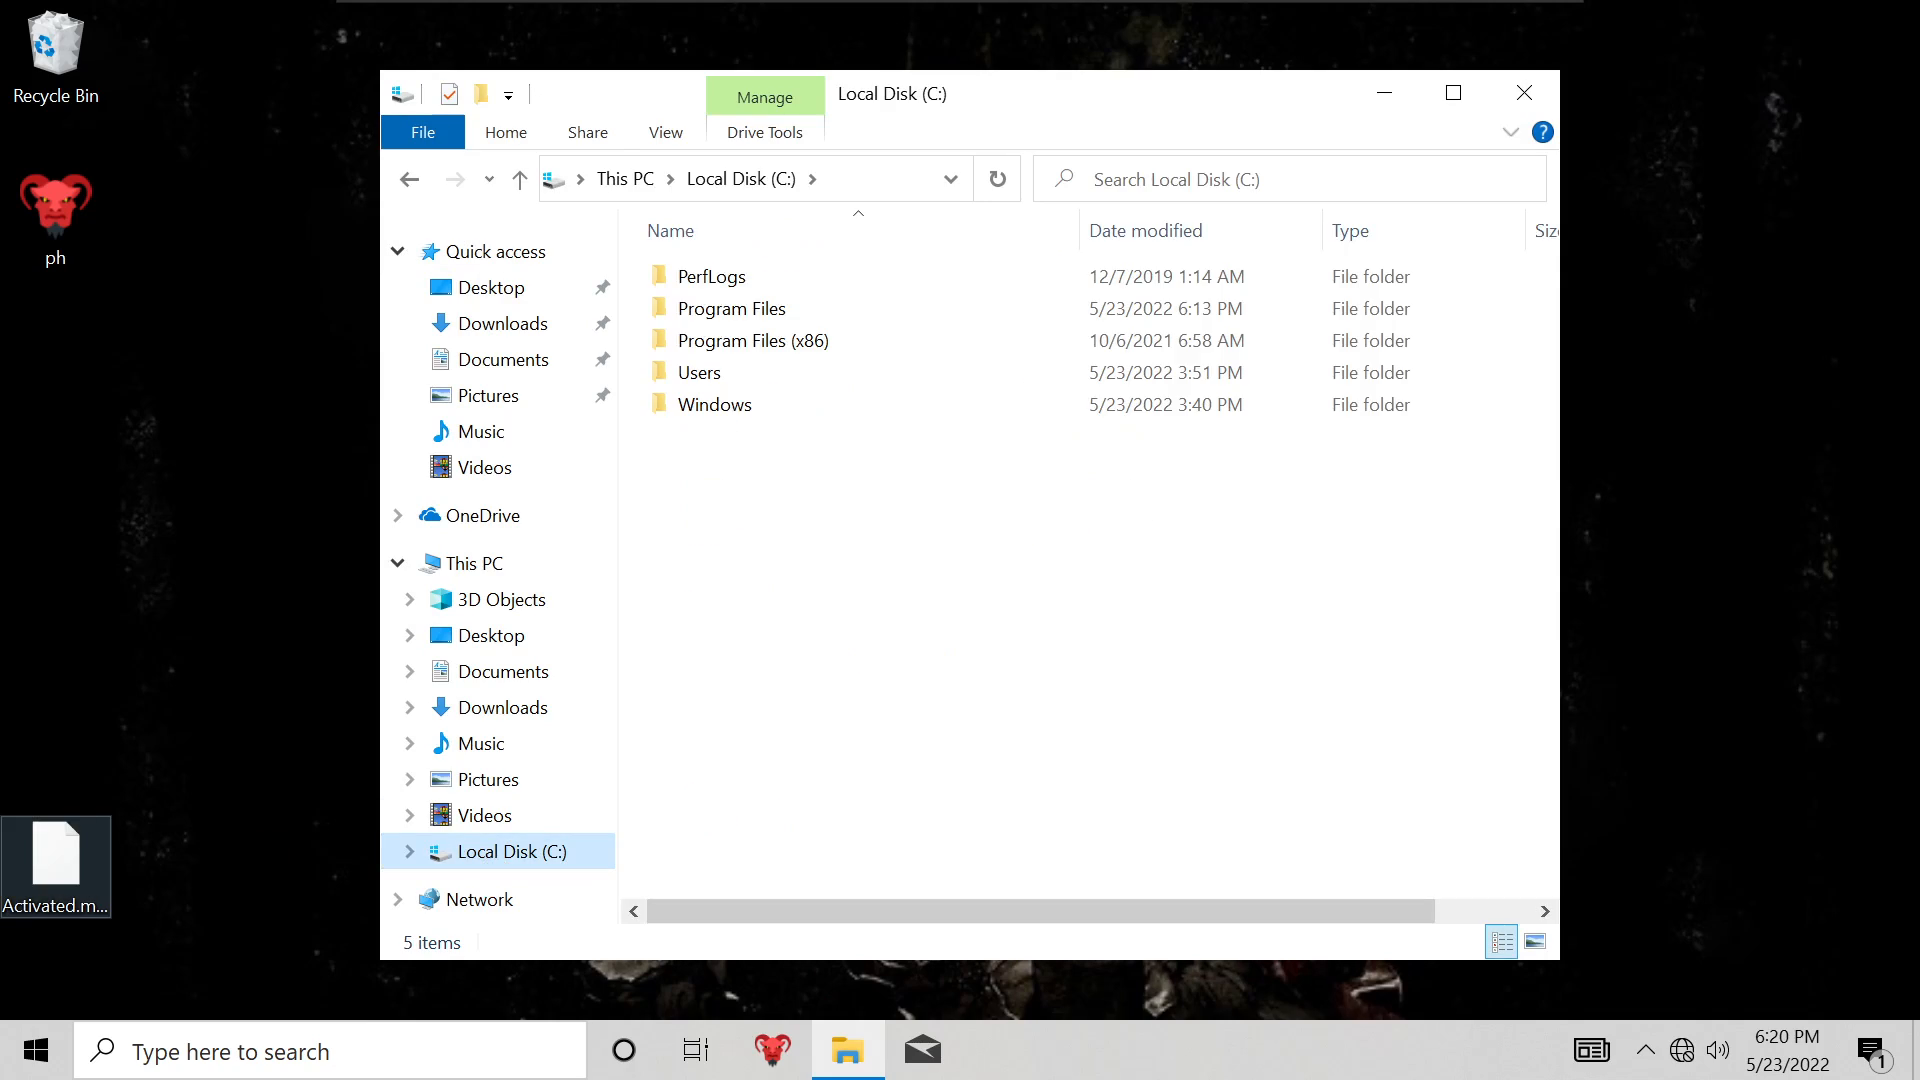 Recycle Bin
ph
Activated.m...
Manage
Local Disk (C:)
File
Home
Share
View
Drive Tools
?
This PC
Local Disk (C:)
Search Local Disk (C:)
Quick access
Desktop
Downloads
Documents
Pictures
Music
Videos
OneDrive
This PC
3D Objects
Desktop
Documents
Downloads
Music
Pictures
Videos
Local Disk (C:)
Network
Name Date modified Type Siz
PerfLogs 12/7/2019 1:14 AM File folder
Program Files 5/23/2022 6:13 PM File folder
Program Files (x86) 10/6/2021 6:58 AM File folder
Users 5/23/2022 3:51 PM File folder
Windows 5/23/2022 3:40 PM File folder
5 items
Type here to search
6:20 PM
5/23/2022
1